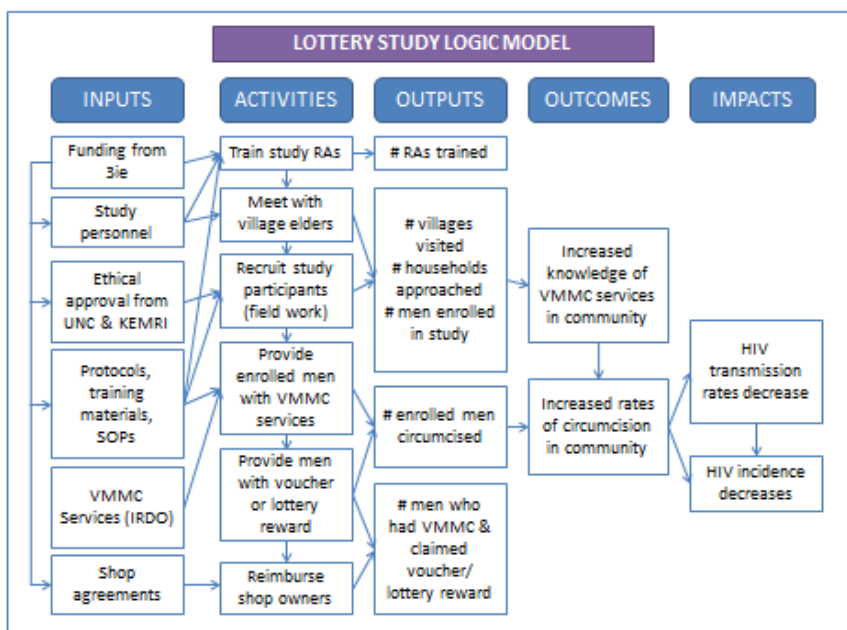 LOTTERY STUDY LOGIC MODEL
INPUTS
ACTIVITIES
OUTPUTS
OUTCOMES
IMPACTS
Funding from
3ie
Study
personnel
Ethical
approval from
UNC & KEMRI
Protocols,
training
materials,
SOPs
VMMC
Services (IRDO)
Shop
agreements
Train study RAs
Meet with
village elders
Recruit study
participants
(field work)
Provide
enrolled men
with VMMC
services
Provide men
with voucher
or lottery
reward
Reimburse
shop owners
# RAs trained
# villages
visited
# households
approached
# men enrolled
in study
# enrolled men
circumcised
# men who
had VMMC &
claimed
voucher/
lottery reward
Increased
knowledge of
VMMC services
in community
Increased rates
of circumcision
in community
HIV
transmission
rates decrease
HIV incidence
decreases